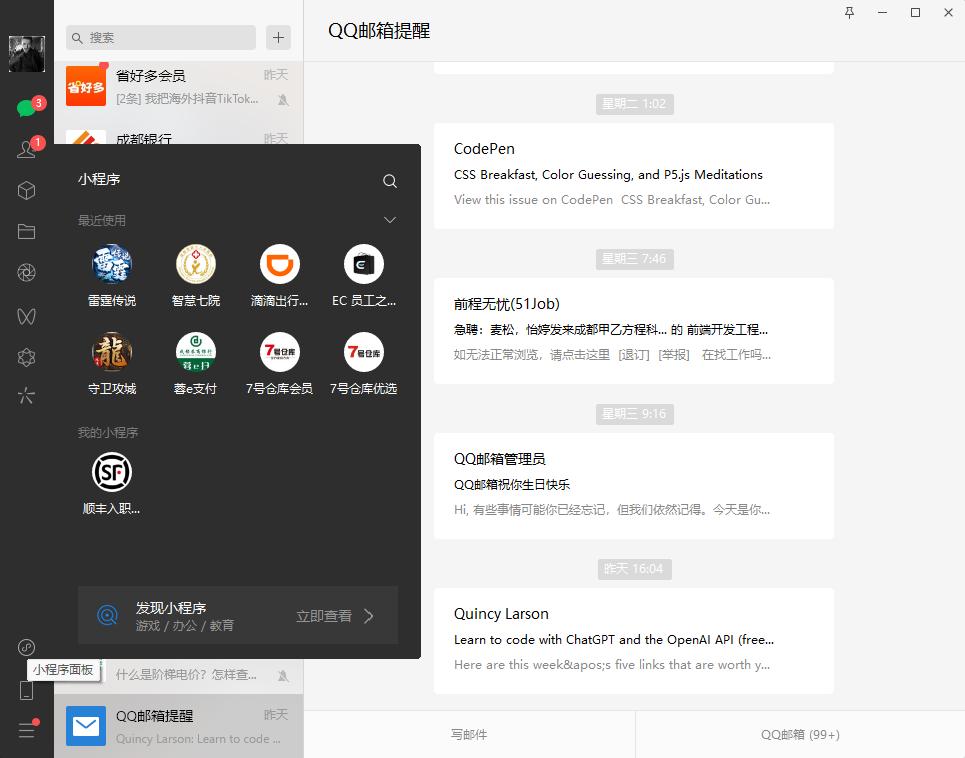 搜索
省好多会员
昨天
[2条] 我把海外抖音TikTok...
省好多
3
1
成都银行
昨天
小程序
最近使用
雷霆
雷霆传说
智慧七院
滴滴出行...
EC 员工之...
龍
守卫攻城
蓉e支付
7号仓库
7号仓库会员
7号仓库
7号仓库优选
我的小程序
SF
顺丰入职...
发现小程序
游戏 / 办公 / 教育
立即查看
小程序面板
什么是阶梯电价？怎样查...
QQ邮箱提醒
昨天
Quincy Larson: Learn to code ...
QQ邮箱提醒
星期二 1:02
CodePen
CSS Breakfast, Color Guessing, and P5.js Meditations
View this issue on CodePen  CSS Breakfast, Color Gu...
星期三 7:46
前程无忧(51Job)
急聘：麦松，怡婷发来成都甲乙方程科... 的 前端开发工程...
如无法正常浏览，请点击这里  [退订]  [举报]   在找工作吗...
星期三 9:16
QQ邮箱管理员
QQ邮箱祝你生日快乐
Hi, 有些事情可能你已经忘记，但我们依然记得。今天是你...
昨天 16:04
Quincy Larson
Learn to code with ChatGPT and the OpenAI API (free...
Here are this week&apos;s five links that are worth y...
写邮件
QQ邮箱 (99+)